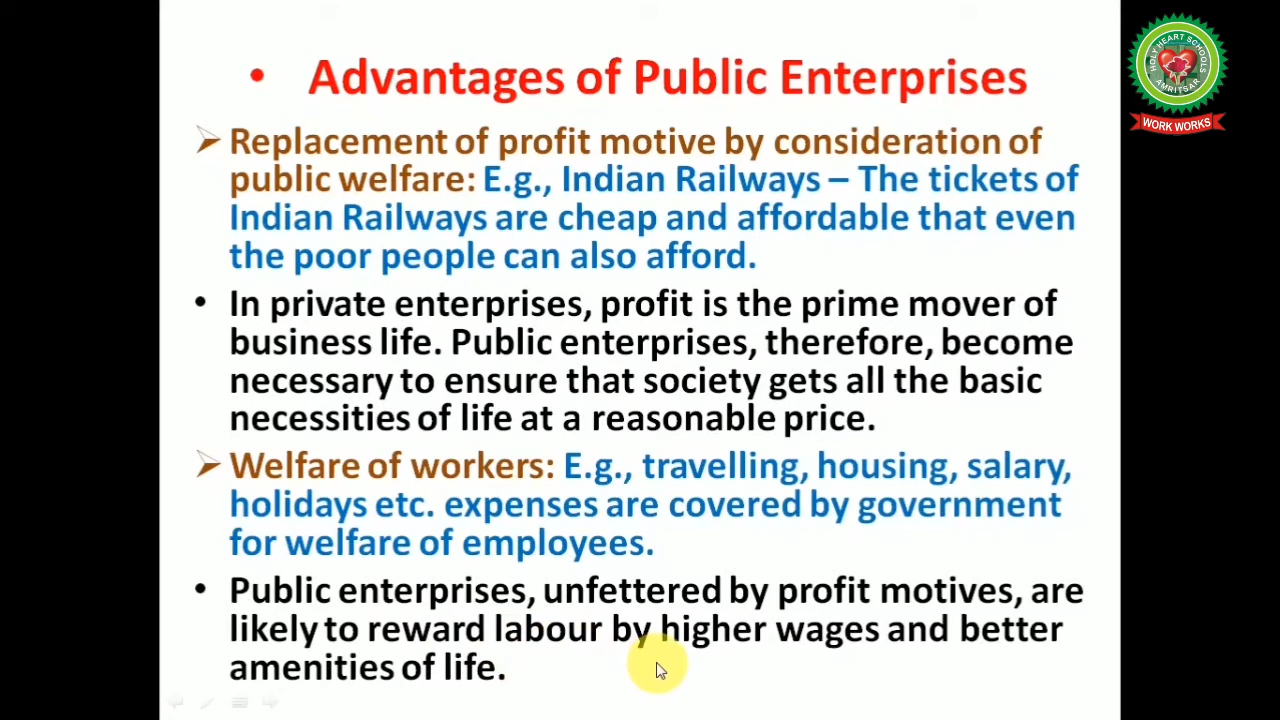 • Advantages of Public Enterprises
➢ Replacement of profit motive by consideration of
public welfare: E.g., Indian Railways – The tickets of
Indian Railways are cheap and affordable that even
the poor people can also afford.
• In private enterprises, profit is the prime mover of
business life. Public enterprises, therefore, become
necessary to ensure that society gets all the basic
necessities of life at a reasonable price.
➢ Welfare of workers: E.g., travelling, housing, salary,
holidays etc. expenses are covered by government
for welfare of employees.
• Public enterprises, unfettered by profit motives, are
likely to reward labour by higher wages and better
amenities of life.
HOLY HEART SCHOOLS
AMRITSAR
WORK WORKS